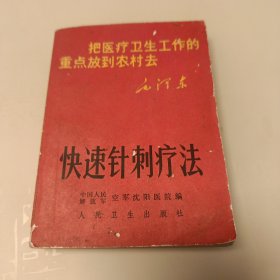 把医疗卫生工作的
重点放到农村去
毛泽东
快速针刺疗法
中国人民
解放军 空军沈阳医院编
人民卫生出版社